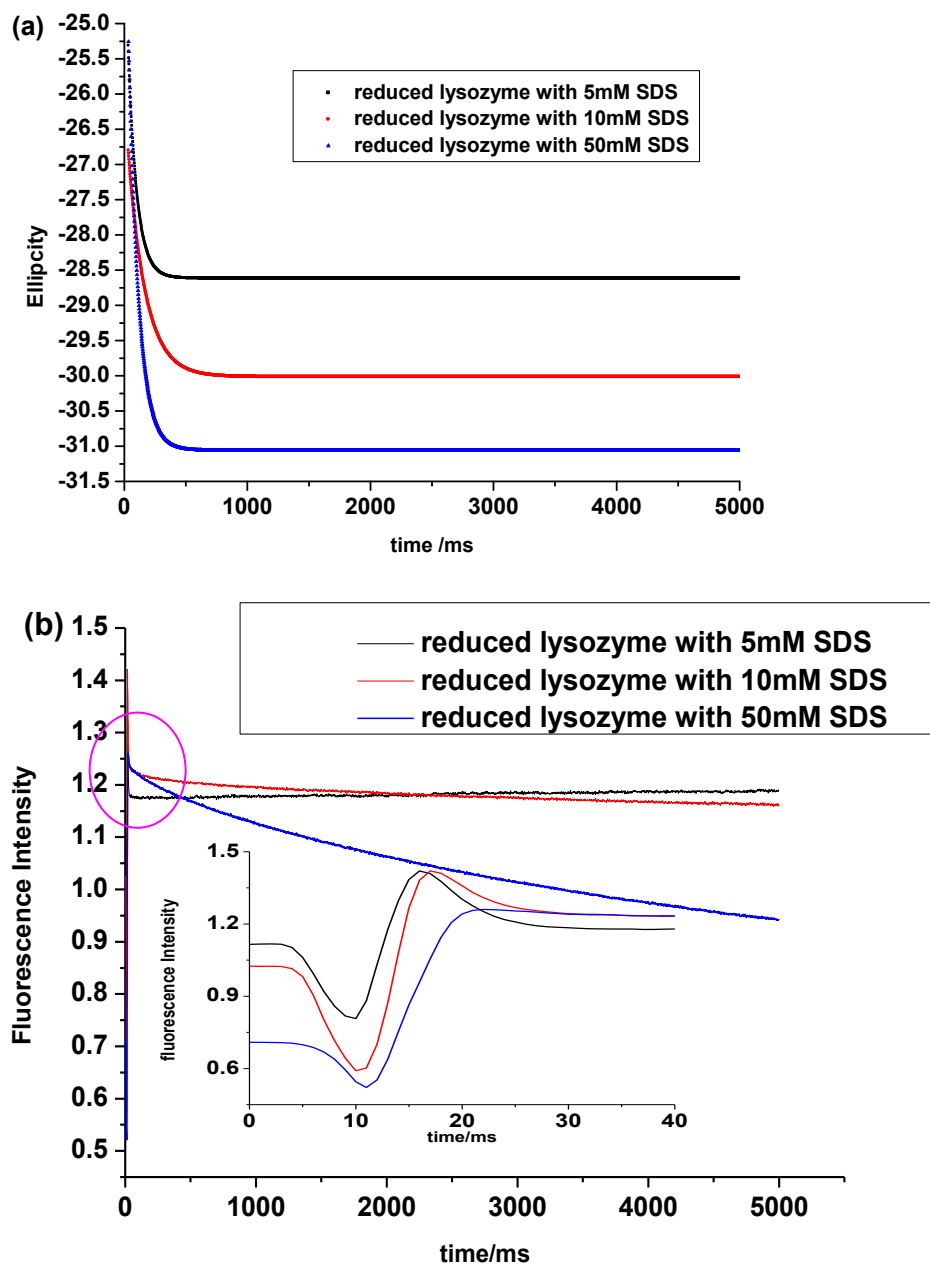 (a)
-25.0
-25.5
-26.0
-26.5
-27.0
-27.5
-28.0
-28.5
-29.0
-29.5
-30.0
-30.5
-31.0
-31.5
Ellipcity
reduced lysozyme with 5mM SDS
reduced lysozyme with 10mM SDS
reduced lysozyme with 50mM SDS
0 1000 2000 3000 4000 5000
time /ms
(b)
1.5
1.4
1.3
1.2
1.1
1.0
0.9
0.8
0.7
0.6
0.5
Fluorescence Intensity
reduced lysozyme with 5mM SDS
reduced lysozyme with 10mM SDS
reduced lysozyme with 50mM SDS
1.5
1.2
0.9
0.6
fluorescence Intensity
0 10 20 30 40
time/ms
0 1000 2000 3000 4000 5000
time/ms